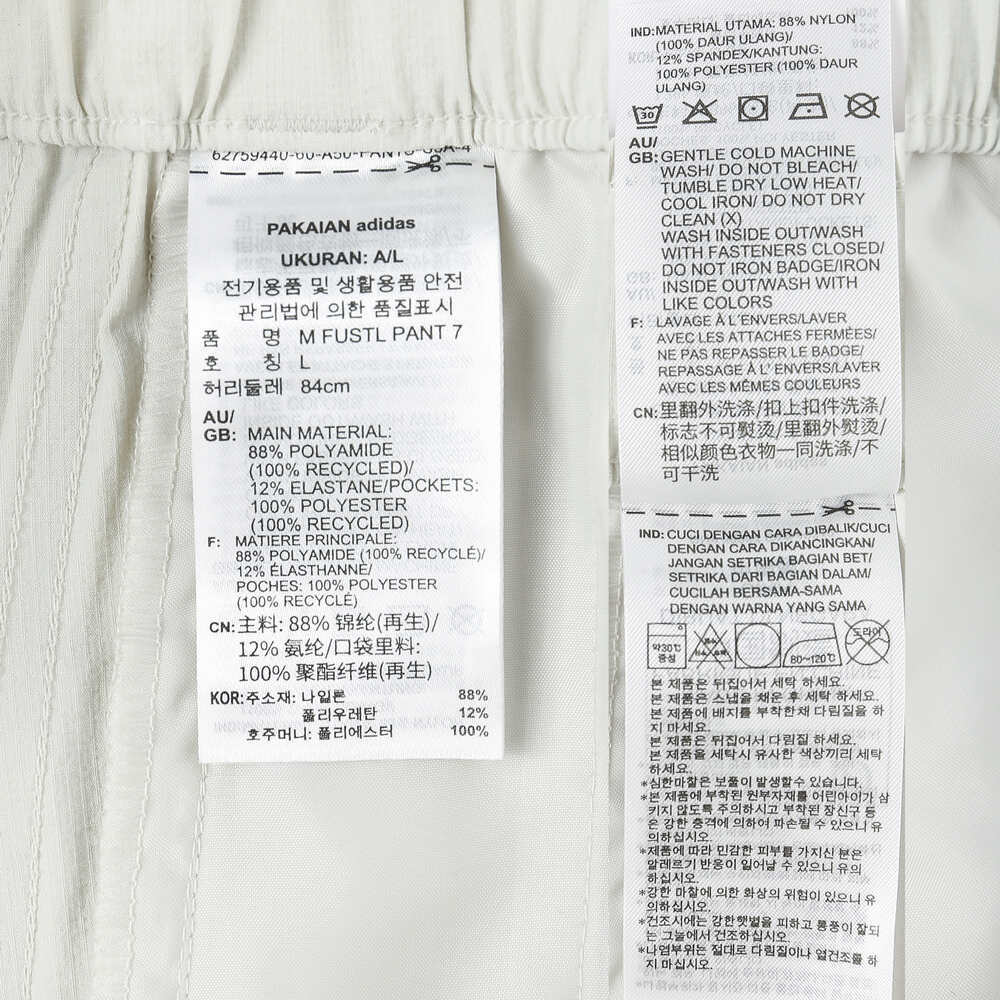 62759440-60-A50-PANTS-
PAKAIAN adidas
UKURAN: A/L
전기용품 및 생활용품 안전
관리법에 의한 품질표시
품 명 M FUSTL PANT 7
호 칭 L
허리둘레 84cm
AU/
GB: MAIN MATERIAL:
88% POLYAMIDE
(100% RECYCLED)/
12% ELASTANE/POCKETS:
100% POLYESTER
(100% RECYCLED)
F: MATIERE PRINCIPALE:
88% POLYAMIDE (100% RECYCLÉ)/
12% ÉLASTHANNE/
POCHES: 100% POLYESTER
(100% RECYCLÉ)
CN: 主料: 88% 锦纶(再生)/
12% 氨纶/口袋里料:
100% 聚酯纤维(再生)
KOR: 주소재: 나일론 88%
폴리우레탄 12%
호주머니: 폴리에스터 100%
IND: MATERIAL UTAMA: 88% NYLON
(100% DAUR ULANG)/
12% SPANDEX/KANTUNG:
100% POLYESTER (100% DAUR
ULANG)
30
AU/
GB: GENTLE COLD MACHINE
WASH/ DO NOT BLEACH/
TUMBLE DRY LOW HEAT/
COOL IRON/ DO NOT DRY
CLEAN (X)
WASH INSIDE OUT/WASH
WITH FASTENERS CLOSED/
DO NOT IRON BADGE/IRON
INSIDE OUT/WASH WITH
LIKE COLORS
F: LAVAGE À L'ENVERS/LAVER
AVEC LES ATTACHES FERMÉES/
NE PAS REPASSER LE BADGE/
REPASSAGE À L' ENVERS/LAVER
AVEC LES MÊMES COULEURS
CN: 里翻外洗涤/扣上扣件洗涤/
标志不可熨烫/里翻外熨烫/
相似颜色衣物一同洗涤/不
可干洗
IND: CUCI DENGAN CARA DIBALIK/CUCI
DENGAN CARA DIKANCINGKAN/
JANGAN SETRIKA BAGIAN BET/
SETRIKA DARI BAGIAN DALAM/
CUCILAH BERSAMA-SAMA
DENGAN WARNA YANG SAMA
약30℃
중성
80~120℃
드라이
본 제품은 뒤집어서 세탁 하세요.
본 제품은 스냅을 채운 후 세탁 하세요.
본 제품에 배지를 부착한채 다림질을 하
지 마세요.
본 제품은 뒤집어서 다림질 하세요.
본 제품을 세탁시 유사한 색상끼리 세탁
하세요.
*심한마찰은 보풀이 발생할수 있습니다.
*본 제품에 부착된 원부자재를 어린아이가 삼
키지 않도록 주의하시고 부착된 장신구 등
은 강한 충격에 의하여 파손될 수 있으니 유
의하십시오.
*제품에 따라 민감한 피부를 가지신 분은
알레르기 반응이 일어날 수 있으니 유의
하십시오.
*강한 마찰에 의한 화상의 위험이 있으니 유
의하십시오.
*건조시에는 강한햇볕을 피하고 통풍이 잘되
는 그늘에서 건조하십시오.
*나염부위는 절대로 다림질이나 열건조를 하
지 마십시오.